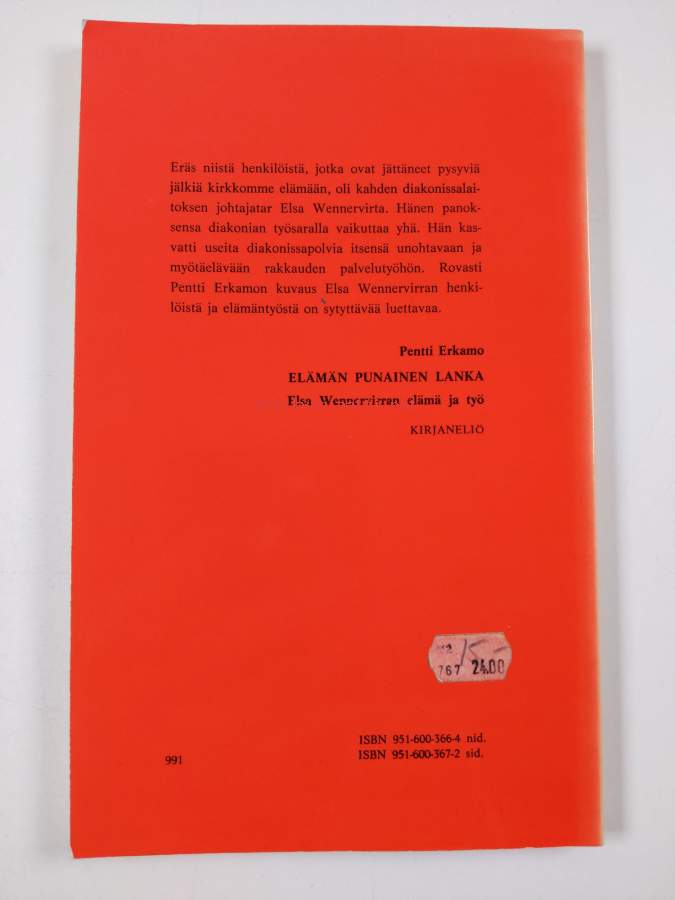 Eräs niistä henkilöistä, jotka ovat jättäneet pysyviä
jälkiä kirkkomme elämään, oli kahden diakonissalai-
toksen johtajatar Elsa Wennervirta. Hänen panok-
sensa diakonian työsaralla vaikuttaa yhä. Hän kas-
vatti useita diakonissapolvia itsensä unohtavaan ja
myötäelävään rakkauden palvelutyöhön. Rovasti
Pentti Erkamon kuvaus Elsa Wennervirran henki-
löistä ja elämäntyöstä on sytyttävää luettavaa.
Pentti Erkamo
ELÄMÄN PUNAINEN LANKA
Elsa Wennervirran elämä ja työ
KIRJANELIÖ
15-
767 24.00
ISBN 951-600-366-4 nid.
ISBN 951-600-367-2 sid.
991